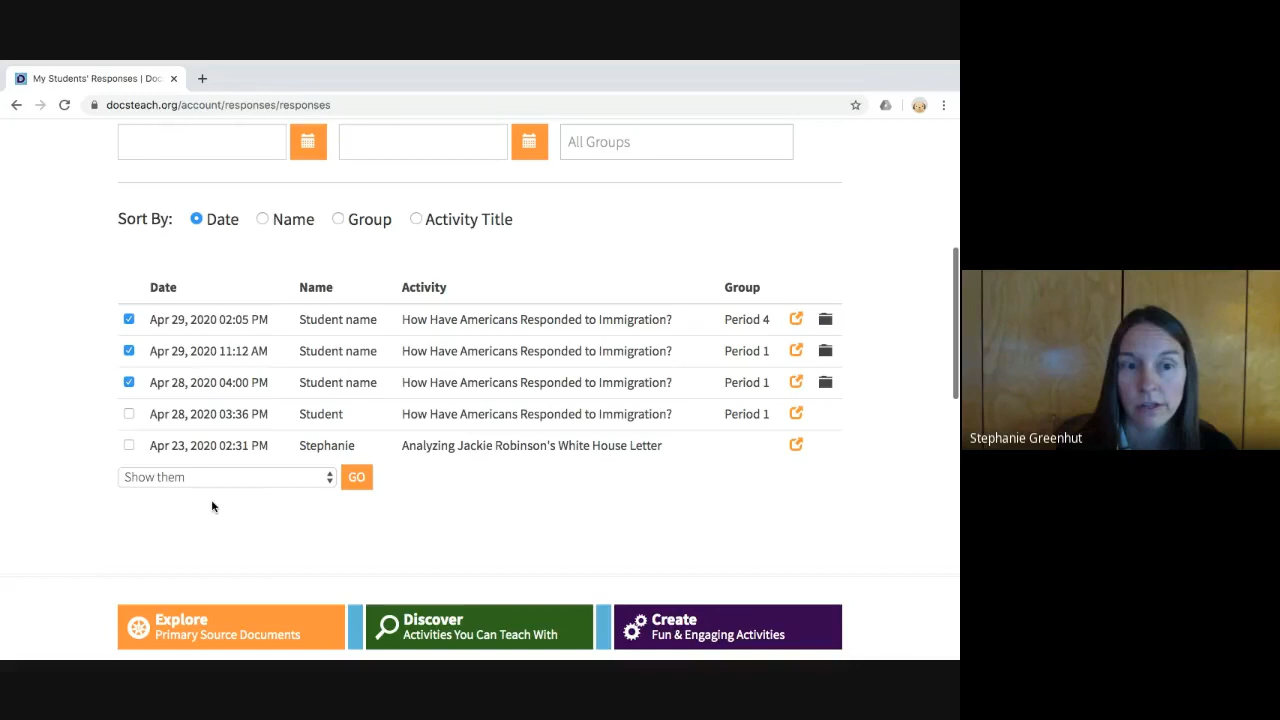 My Students' Responses | Doc
docsteach.org/account/responses/responses
All Groups
Sort By: Date Name Group Activity Title
Date Name Activity Group
Apr 29, 2020 02:05 PM Student name How Have Americans Responded to Immigration? Period 4
Apr 29, 2020 11:12 AM Student name How Have Americans Responded to Immigration? Period 1
Apr 28, 2020 04:00 PM Student name How Have Americans Responded to Immigration? Period 1
Apr 28, 2020 03:36 PM Student How Have Americans Responded to Immigration? Period 1
Apr 23, 2020 02:31 PM Stephanie Analyzing Jackie Robinson's White House Letter
Show them GO
Stephanie Greenhut
Explore
Primary Source Documents
Discover
Activities You Can Teach With
Create
Fun & Engaging Activities